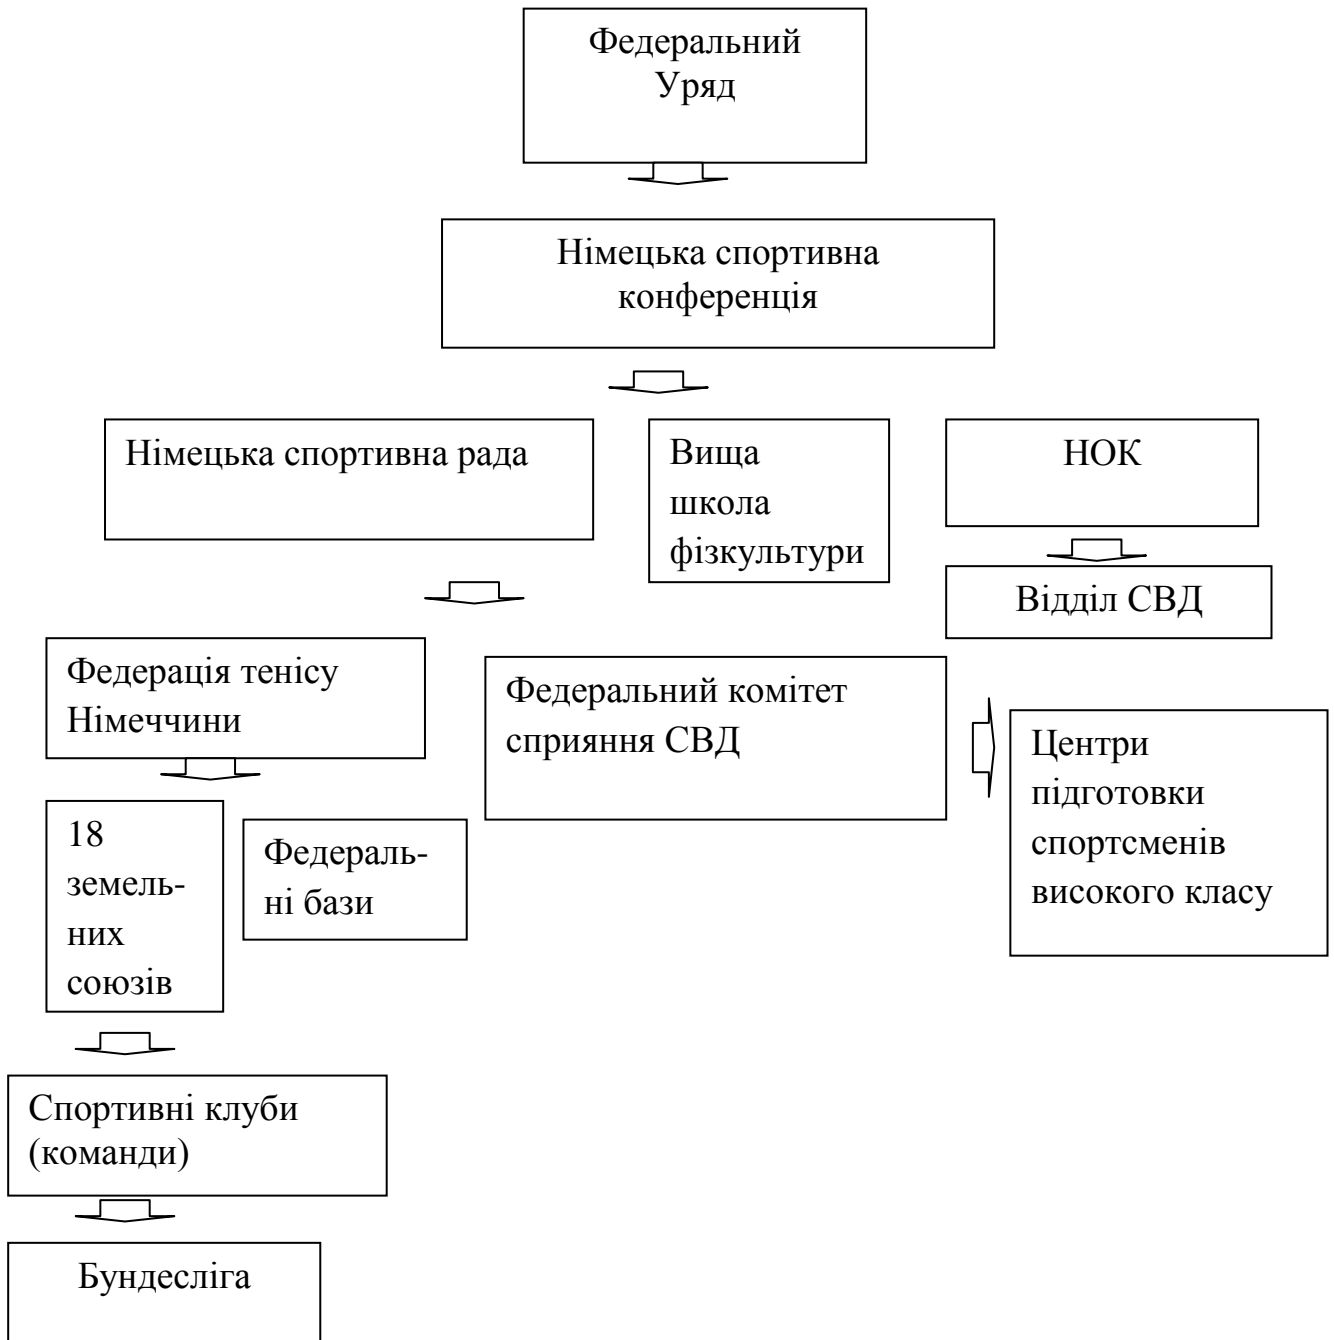 Федеральний
Уряд
Німецька спортивна
конференція
Німецька спортивна рада
Вища
школа
фізкультури
НОК
Відділ СВД
Федерація тенісу
Німеччини
Федеральний комітет
сприяння СВД
Центри
підготовки
спортсменів
високого класу
18
земель-
них
союзів
Федераль-
ні бази
Спортивні клуби
(команди)
Бундесліга